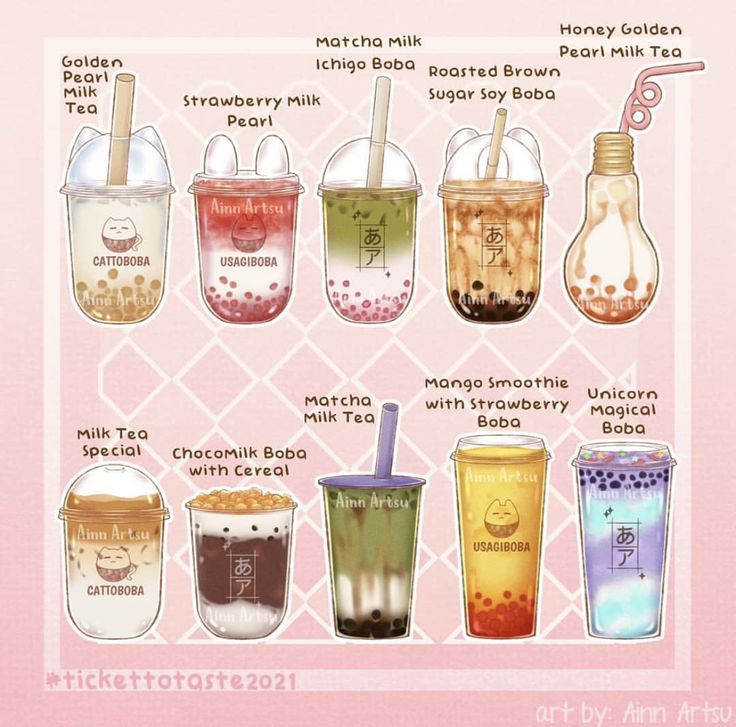 Golden
Pearl
Milk
Tea
Strawberry Milk
Pearl
Matcha Milk
Ichigo Boba
Roasted Brown
Sugar Soy Boba
Honey Golden
Pearl Milk Tea
CATTOBOBA
Ainn Artsu
Ainn Artsu
USAGIBOBA
あ
ア
Ainn Artsu
あ
ア
Ainn Artsu
Ainn Artsu
Milk Tea
Special
ChocoMilk Boba
with Cereal
Matcha
Milk Tea
Mango Smoothie
with Strawberry
Boba
Unicorn
Magical
Boba
Ainn Artsu
CATTOBOBA
あ
ア
Ainn Artsu
Ainn Artsu
USAGIBOBA
Ainn Artsu
Ainn Artsu
あ
ア
Ainn Artsu
#tickettotaste2021
art by: Ainn Artsu